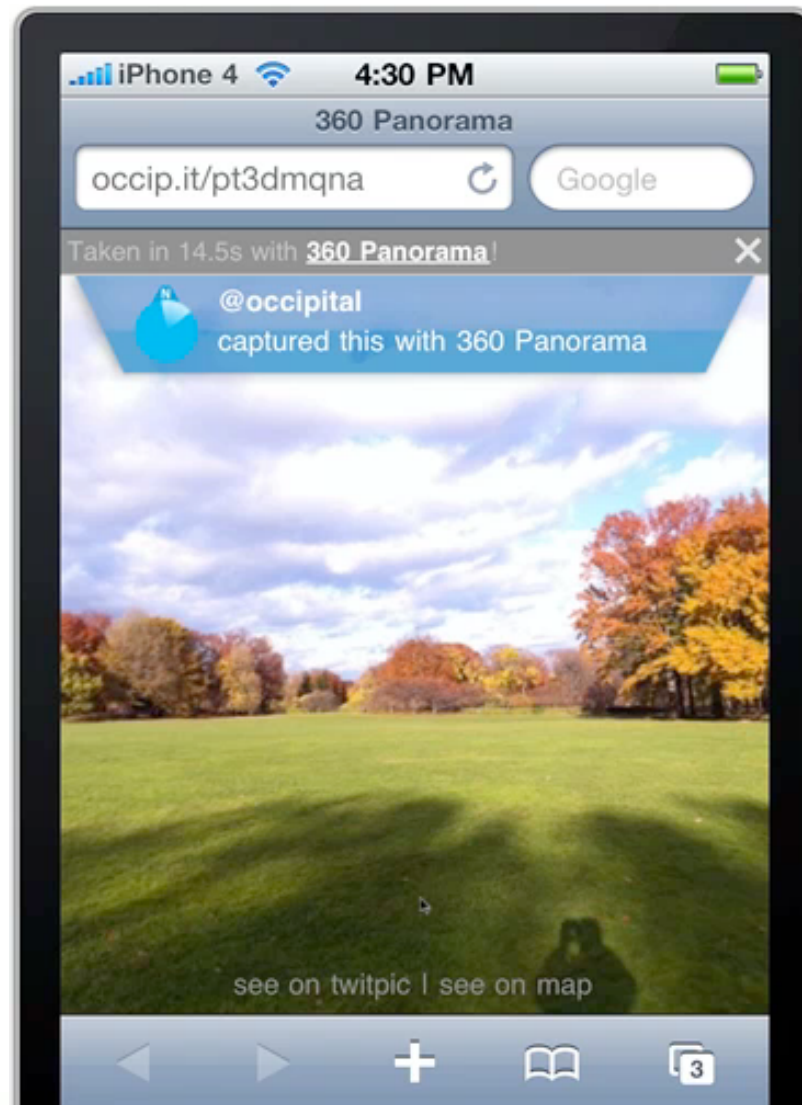 iPhone 4 4:30 PM
360 Panorama
occip.it/pt3dmqna Google
Taken in 14.5s with 360 Panorama!
N
@occipital
captured this with 360 Panorama
see on twitpic | see on map
3